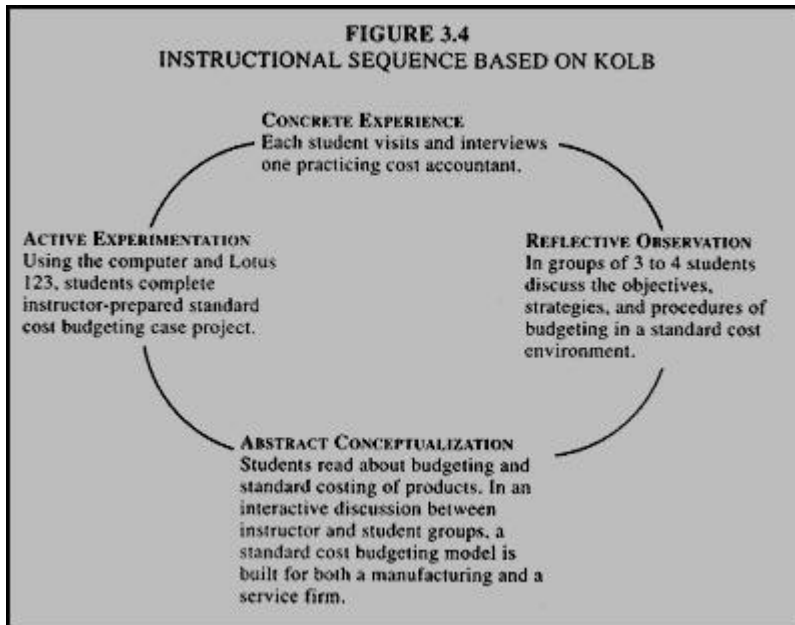 FIGURE 3.4
INSTRUCTIONAL SEQUENCE BASED ON KOLB
CONCRETE EXPERIENCE
Each student visits and interviews
one practicing cost accountant.
REFLECTIVE OBSERVATION
In groups of 3 to 4 students
discuss the objectives,
strategies, and procedures of
budgeting in a standard cost
environment.
ABSTRACT CONCEPTUALIZATION
Students read about budgeting and
standard costing of products. In an
interactive discussion between
instructor and student groups, a
standard cost budgeting model is
built for both a manufacturing and a
service firm.
ACTIVE EXPERIMENTATION
Using the computer and Lotus
123, students complete
instructor-prepared standard
cost budgeting case project.